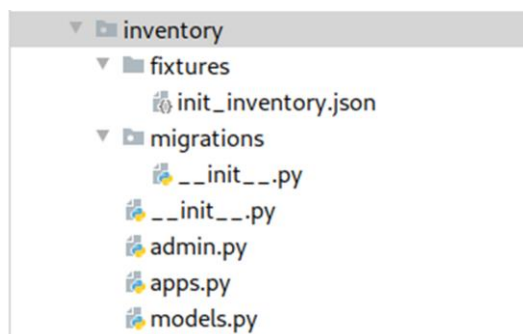 inventory
fixtures
init_inventory.json
migrations
__init__.py
__init__.py
admin.py
apps.py
models.py